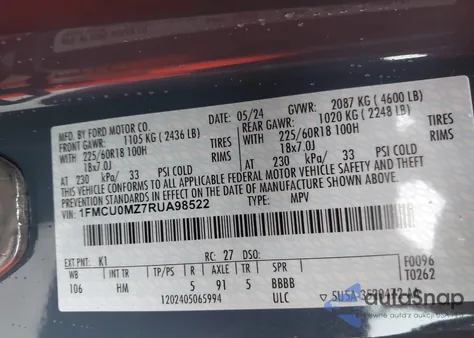 MFD. BY FORD MOTOR CO.
DATE: 05/24 GVWR: 2087 KG ( 4600 LB)
FRONT GAWR: 1105 KG ( 2436 LB) REAR GAWR: 1020 KG ( 2248 LB)
WITH 225/60R18 100H TIRES WITH 225/60R18 100H TIRES
18x7.0J RIMS 18x7.0J RIMS
AT 230 kPa/ 33 PSI COLD AT 230 kPa/ 33 PSI COLD
THIS VEHICLE CONFORMS TO ALL APPLICABLE FEDERAL MOTOR VEHICLE SAFETY, BUMPER, AND THEFT
PREVENTION STANDARDS IN EFFECT ON THE DATE OF MANUFACTURE SHOWN ABOVE.
VIN: 1FMCU0MZ7RUA98522 TYPE: MPV
EXT PNT: K1 RC: 27 DSO: F0096
WB INT TR TP/PS R AXLE TR SPR T0262
106 HM 5 91 5 BBBB
1202405065994 ULC
autoSnap